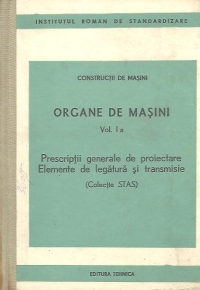 INSTITUTUL ROMAN DE STANDARDIZARE
CONSTRUCTII DE MAȘINI
ORGANE DE MAȘINI
Vol. I a
Prescripții generale de proiectare
Elemente de legătură și transmisie
(Colecție STAS)
EDITURA TEHNICA